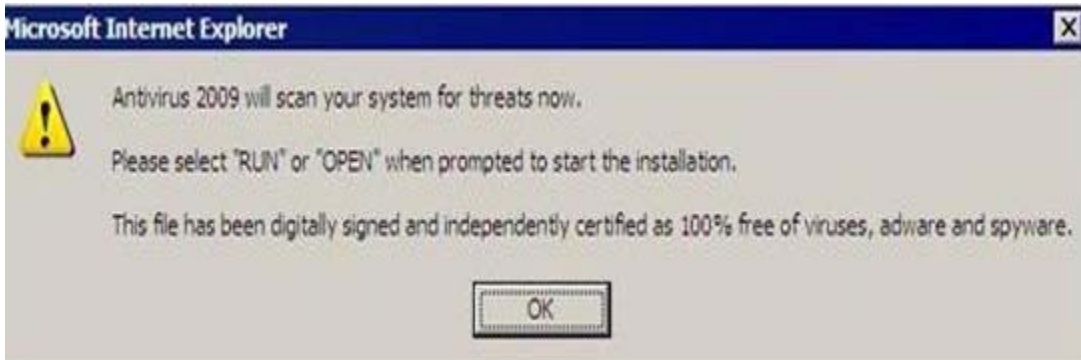 Microsoft Internet Explorer
Antivirus 2009 will scan your system for threats now.
Please select "RUN" or "OPEN" when prompted to start the installation.
This file has been digitally signed and independently certified as 100% free of viruses, adware and spyware.
OK